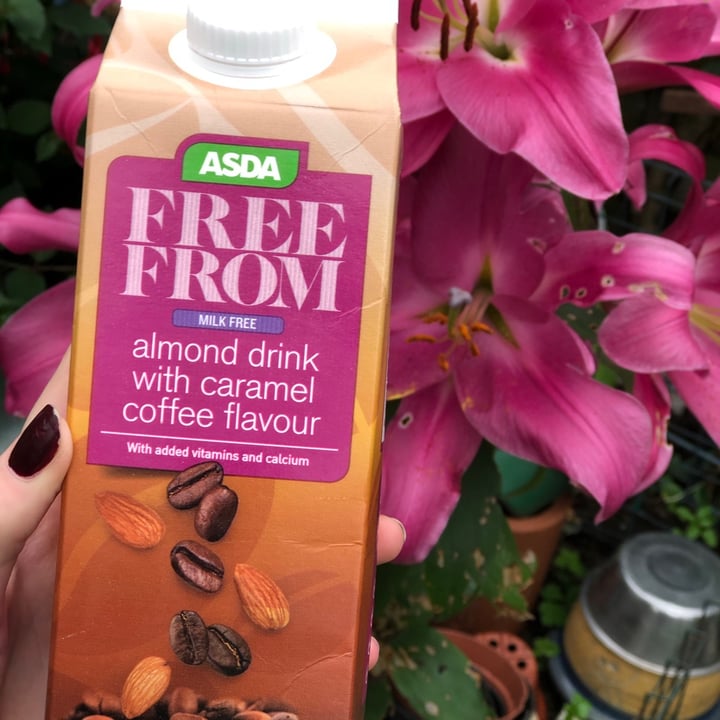 ASDA
FREE
FROM
MILK FREE
almond drink
with caramel
coffee flavour
With added vitamins and calcium